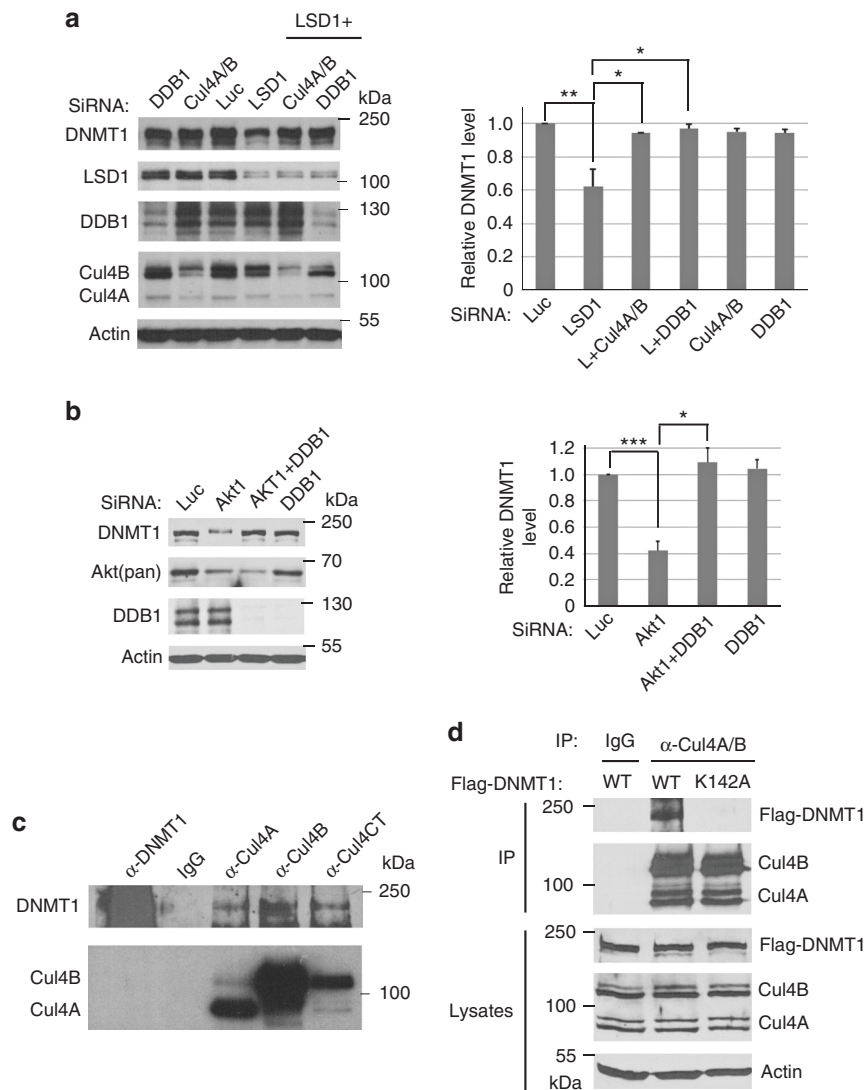 a
LSD1+
SiRNA: DDB1 Cul4A/B Luc LSD1 Cul4A/B DDB1 kDa
250
DNMT1
LSD1
100
130
DDB1
Cul4B
100
Cul4A
55
Actin
Relative DNMT1 level
1.0
0.8
0.6
0.4
0.2
0
** * *
SiRNA: Luc LSD1 L+Cul4A/B L+DDB1 Cul4A/B DDB1
b
SiRNA: Luc Akt1 AKT1+DDB1 DDB1 kDa
250
DNMT1
70
Akt(pan)
130
DDB1
55
Actin
Relative DNMT1
level
1.2
1.0
0.8
0.6
0.4
0.2
0
*** *
SiRNA: Luc Akt1 Akt1+DDB1 DDB1
c
α-DNMT1 IgG α-Cul4A α-Cul4B α-Cul4CT kDa
250
DNMT1
Cul4B
100
Cul4A
d
IP: IgG α-Cul4A/B
Flag-DNMT1: WT WT K142A
250
Flag-DNMT1
IP
Cul4B
100
Cul4A
250
Flag-DNMT1
Lysates
Cul4B
100
Cul4A
55
Actin
kDa